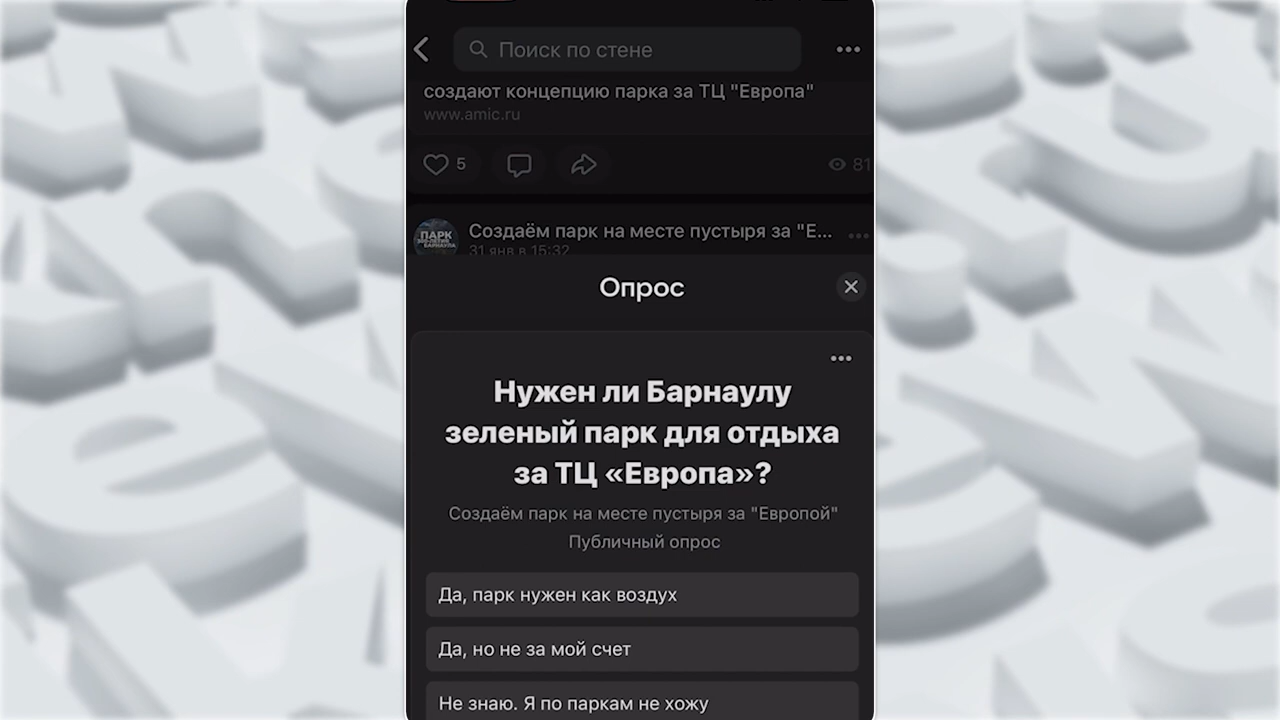 Поиск по стене
создают концепцию парка за ТЦ "Европа"
www.amic.ru
5
81
ПАРК
БАРНАУЛА
Создаём парк на месте пустыря за "Е...
31 янв в 15:32
Опрос
Нужен ли Барнаулу
зеленый парк для отдыха
за ТЦ «Европа»?
Создаём парк на месте пустыря за "Европой"
Публичный опрос
Да, парк нужен как воздух
Да, но не за мой счет
Не знаю. Я по паркам не хожу